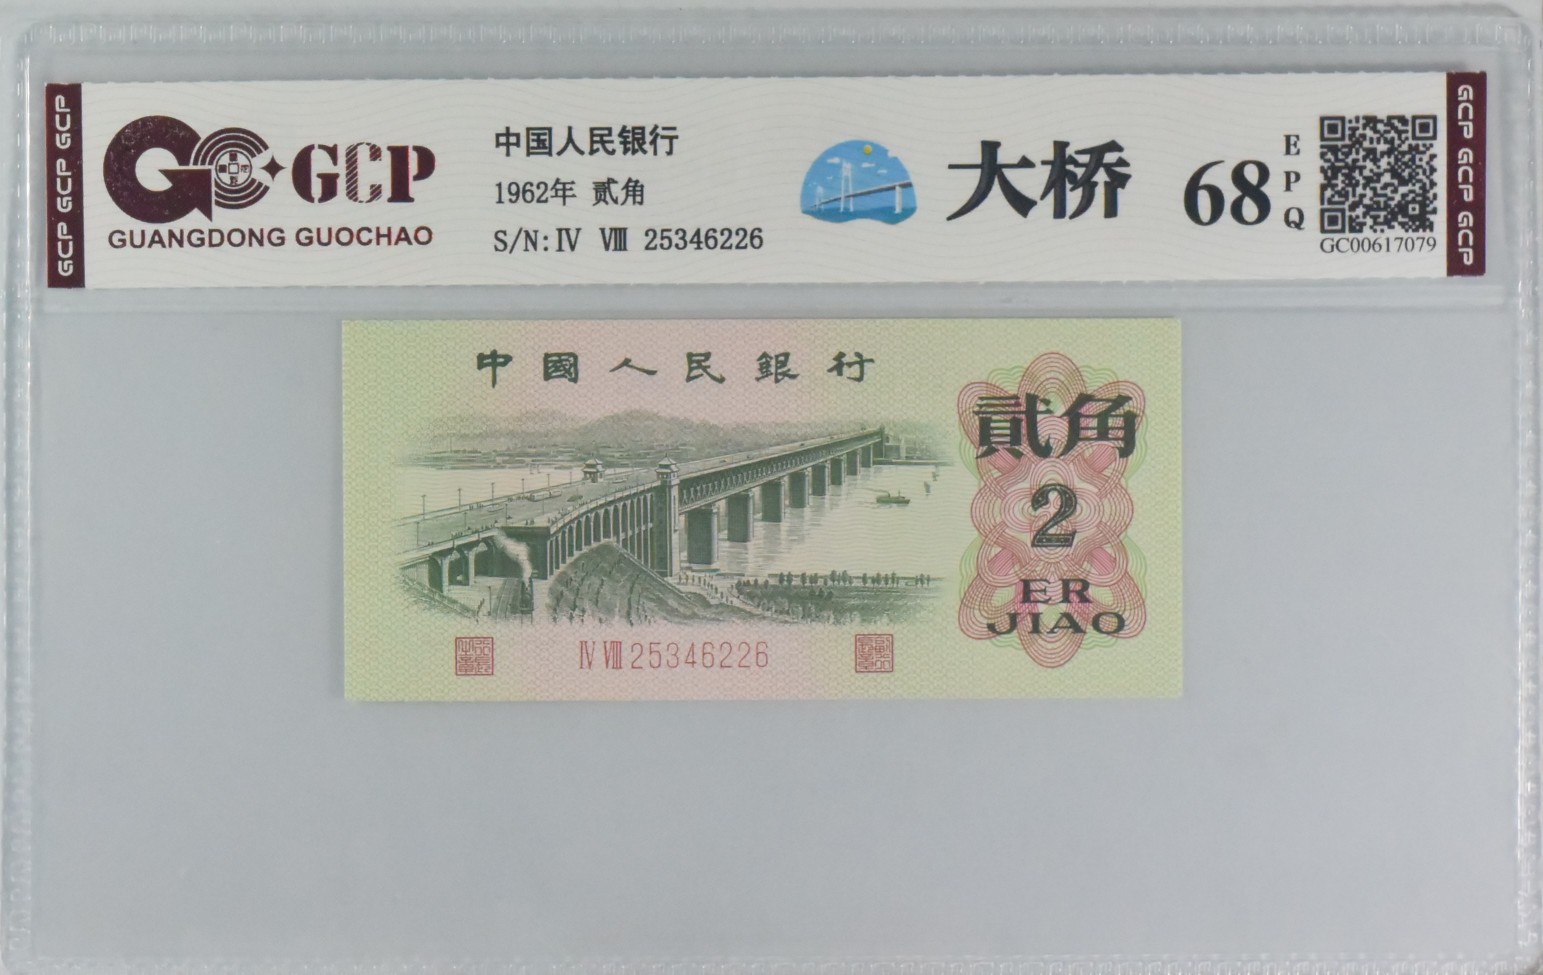 GCP GCP GCP
GCP
GUANGDONG GUOCHAO
中国人民银行
1962年 贰角
S/N: Ⅳ Ⅷ 25346226
大桥
68
EPQ
GC00617079
GCP GCP GCP
中國人民銀行
貳角
2
ER
JIAO
Ⅳ Ⅷ 25346226